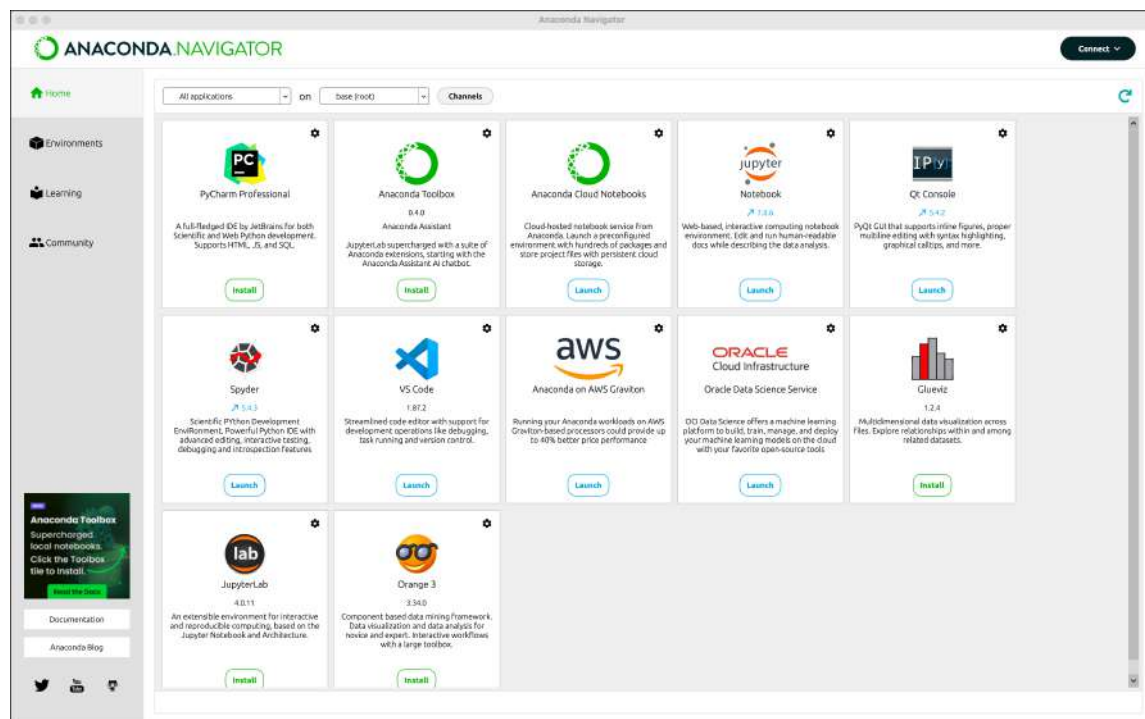 Anaconda Navigator
ANACONDA.NAVIGATOR
Connect
Home
Environments
Learning
Community
All applications
on
base (root)
Channels
PC
PyCharm Professional
A full-fledged IDE by JetBrains for both
Scientific and Web Python development.
Supports HTML, JS, and SQL.
Install
Anaconda Toolbox
0.4.0
Anaconda Assistant
JupyterLab supercharged with a suite of
Anaconda extensions, starting with the
Anaconda Assistant AI chatbot.
Install
Anaconda Cloud Notebooks
Cloud-hosted notebook service from
Anaconda. Launch a preconfigured
environment with hundreds of packages and
store project files with persistent cloud
storage.
Launch
jupyter
Notebook
Web-based, interactive computing notebook
environment. Edit and run human-readable
docs while describing the data analysis.
Launch
IP[y]:
Qt Console
5.4.2
PyQt GUI that supports inline figures, proper
multiline editing with syntax highlighting,
graphical calltips, and more.
Launch
Spyder
5.4.3
Scientific PYthon Development
EnviRonment. Powerful Python IDE with
advanced editing, interactive testing,
debugging and introspection features
Launch
VS Code
1.87.2
Streamlined code editor with support for
development operations like debugging,
task running and version control.
Launch
aws
Anaconda on AWS Graviton
Running your Anaconda workloads on AWS
Graviton-based processors could provide up
to 40% better price performance
Launch
ORACLE
Cloud Infrastructure
Oracle Data Science Service
OCI Data Science offers a machine learning
platform to build, train, manage, and deploy
your machine learning models on the cloud
with your favorite open-source tools
Launch
Glueviz
1.2.4
Multidimensional data visualization across
files. Explore relationships within and among
related datasets.
Install
lab
JupyterLab
4.0.11
An extensible environment for interactive
and reproducible computing, based on the
Jupyter Notebook and Architecture.
Install
Orange 3
3.34.0
Component based data mining framework.
Data visualization and data analysis for
novice and expert. Interactive workflows
with a large toolbox.
Install
Anaconda Toolbox
Supercharged
local notebooks.
Click the Toolbox
tile to install.
Read the Docs
Documentation
Anaconda Blog
You
Tube